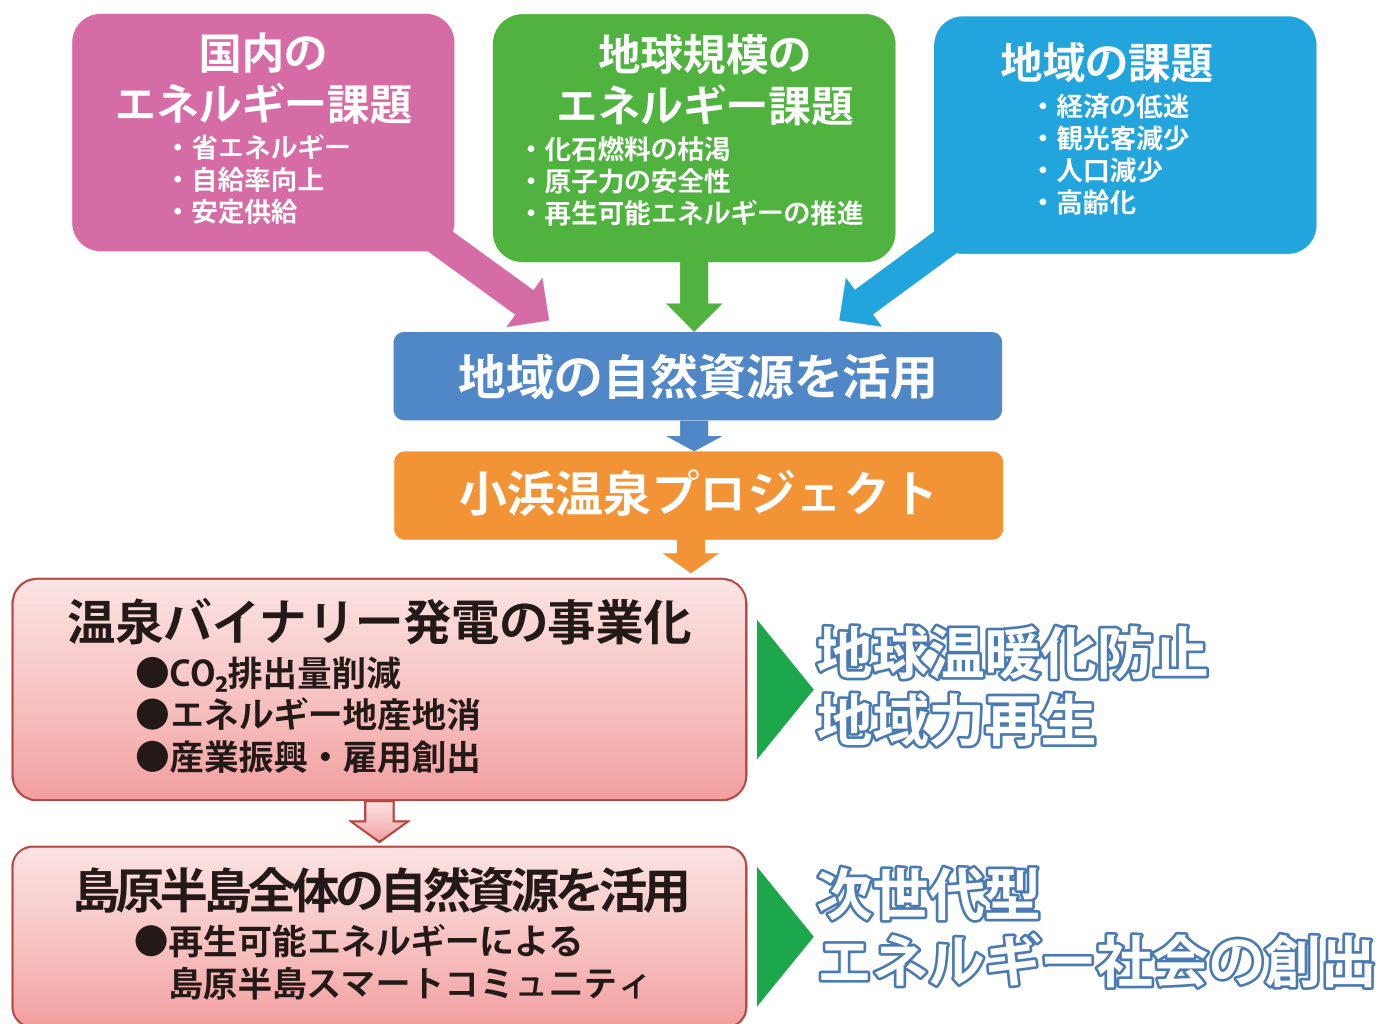 国内の
エネルギー課題
・省エネルギー
・自給率向上
・安定供給
地球規模の
エネルギー課題
・化石燃料の枯渇
・原子力の安全性
・再生可能エネルギーの推進
地域の課題
・経済の低迷
・観光客減少
・人口減少
・高齢化
地域の自然資源を活用
小浜温泉プロジェクト
温泉バイナリー発電の事業化
●CO₂排出量削減
●エネルギー地産地消
●産業振興・雇用創出
地球温暖化防止
地域力再生
島原半島全体の自然資源を活用
●再生可能エネルギーによる
島原半島スマートコミュニティ
次世代型
エネルギー社会の創出